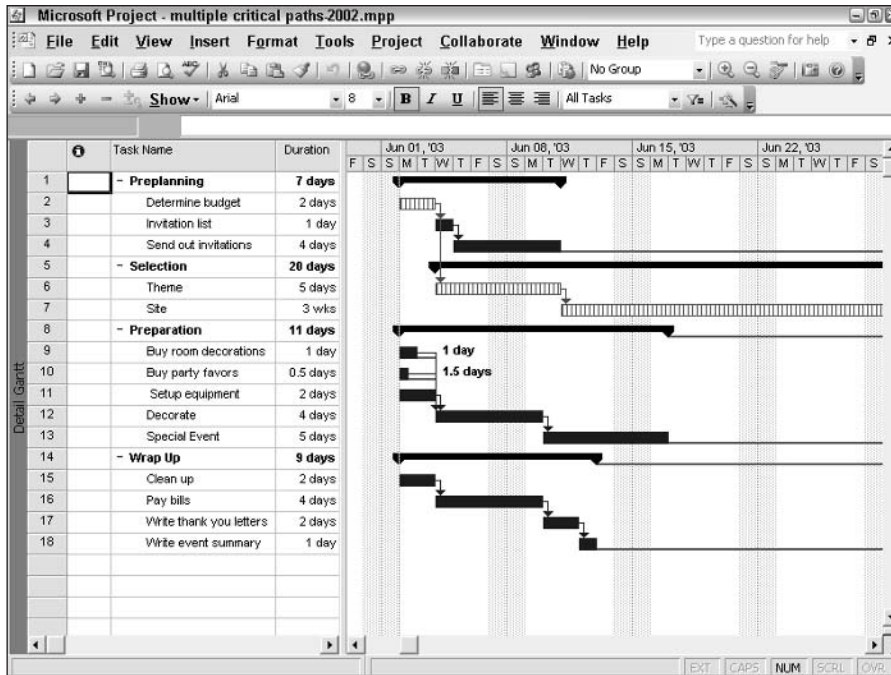 Microsoft Project - multiple critical paths-2002.mpp
File Edit View Insert Format Tools Project Collaborate Window Help Type a question for help
No Group
Show Arial 8 B I U All Tasks
Task Name Duration Jun 01, '03 Jun 08, '03 Jun 15, '03 Jun 22, '03
F S S M T W T F S S M T W T F S S M T W T F S S M T W T F S
1 − Preplanning 7 days
2 Determine budget 2 days
3 Invitation list 1 day
4 Send out invitations 4 days
5 − Selection 20 days
6 Theme 5 days
7 Site 3 wks
8 − Preparation 11 days
9 Buy room decorations 1 day 1 day
10 Buy party favors 0.5 days 1.5 days
11 Setup equipment 2 days
12 Decorate 4 days
13 Special Event 5 days
14 − Wrap Up 9 days
15 Clean up 2 days
16 Pay bills 4 days
17 Write thank you letters 2 days
18 Write event summary 1 day
Detail Gantt
EXT CAPS NUM SCRL OVR